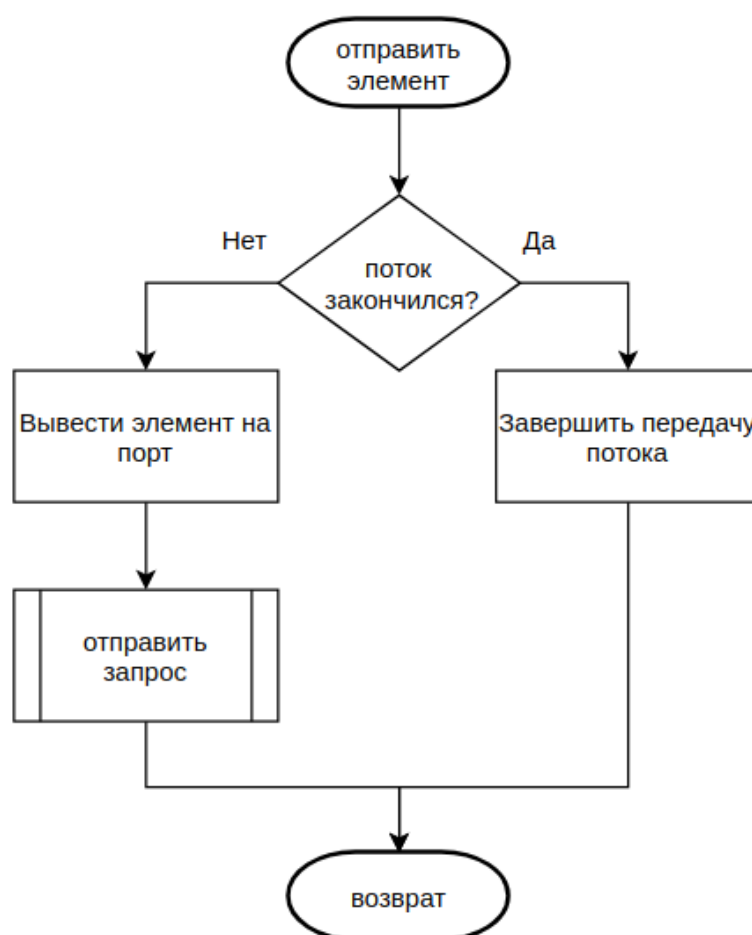 отправить
элемент
Нет
Да
поток
закончился?
Вывести элемент на
порт
Завершить передачу
потока
отправить
запрос
возврат